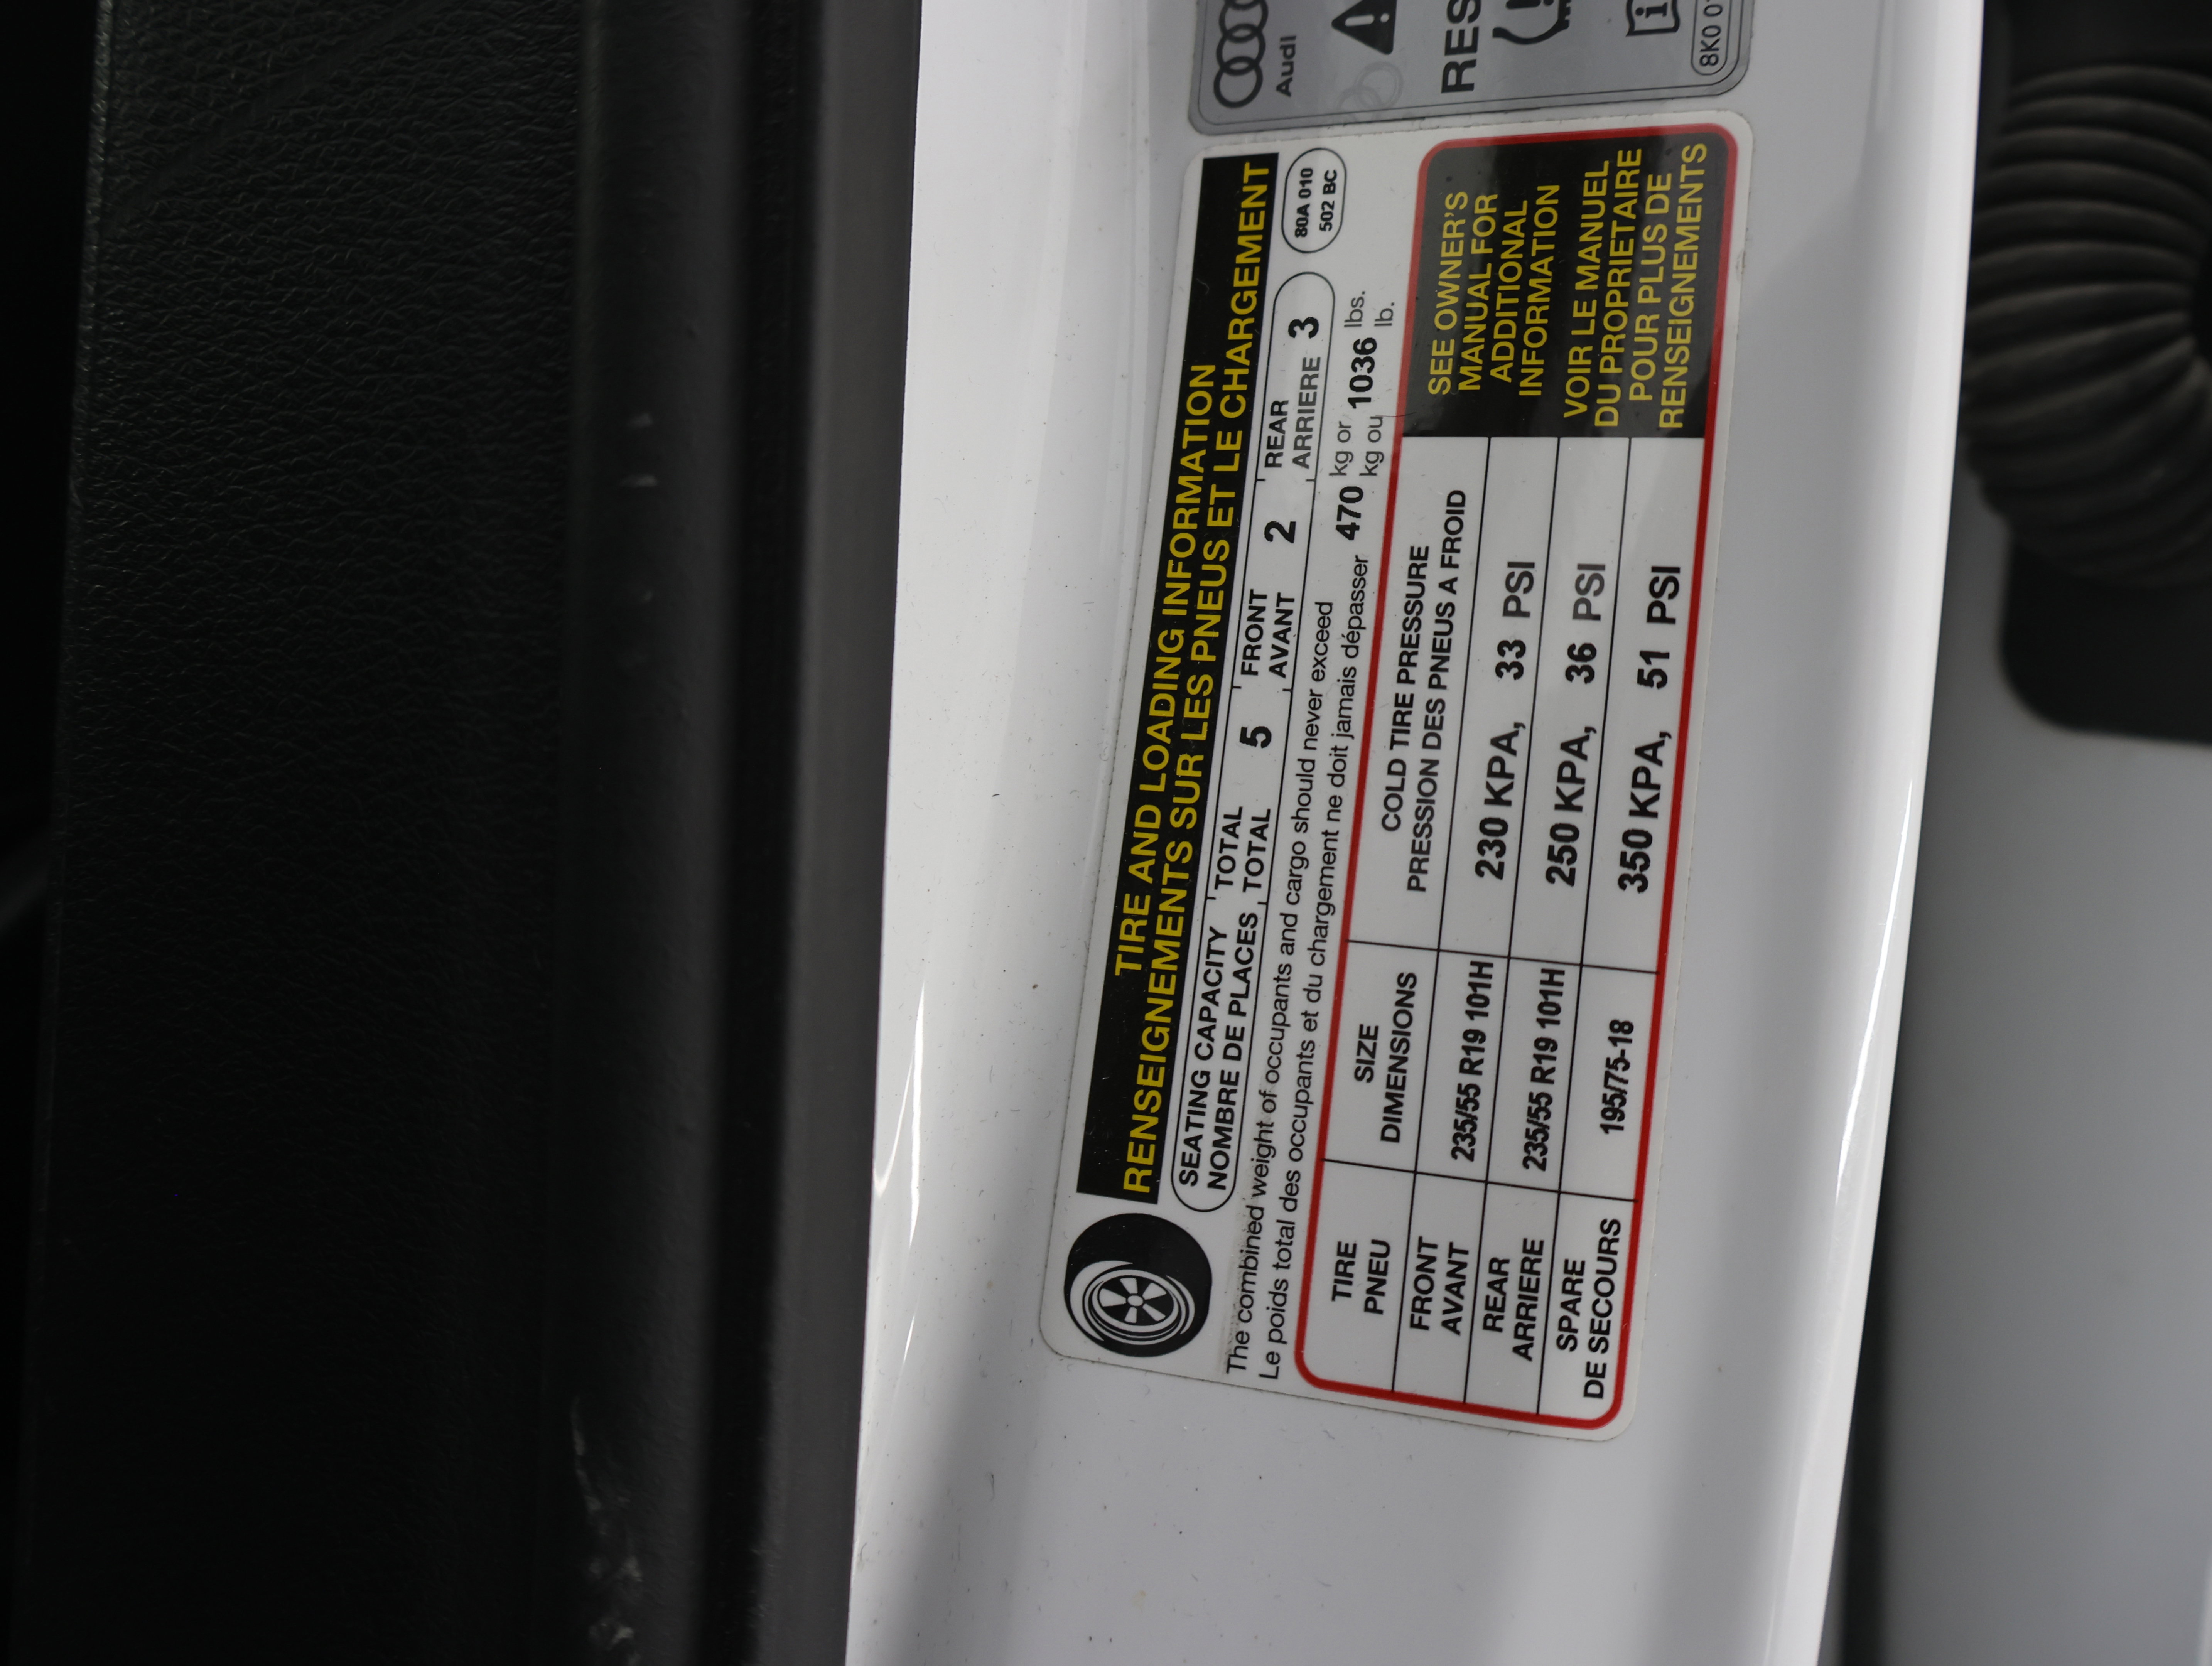 TIRE AND LOADING INFORMATION
RENSEIGNEMENTS SUR LES PNEUS ET LE CHARGEMENT
SEATING CAPACITY TOTAL 5 FRONT 2 REAR 3
NOMBRE DE PLACES TOTAL AVANT ARRIERE
80A 010
502 BC
The combined weight of occupants and cargo should never exceed 470 kg or 1036 lbs.
Le poids total des occupants et du chargement ne doit jamais dépasser kg ou lb.
TIRE SIZE COLD TIRE PRESSURE
PNEU DIMENSIONS PRESSION DES PNEUS A FROID
FRONT 235/55 R19 101H 230 KPA, 33 PSI
AVANT
REAR 235/55 R19 101H 250 KPA, 36 PSI
ARRIERE
SPARE 195/75-18 350 KPA, 51 PSI
DE SECOURS
SEE OWNER'S
MANUAL FOR
ADDITIONAL
INFORMATION
VOIR LE MANUEL
DU PROPRIETAIRE
POUR PLUS DE
RENSEIGNEMENTS
Audi
RES
8K0 0